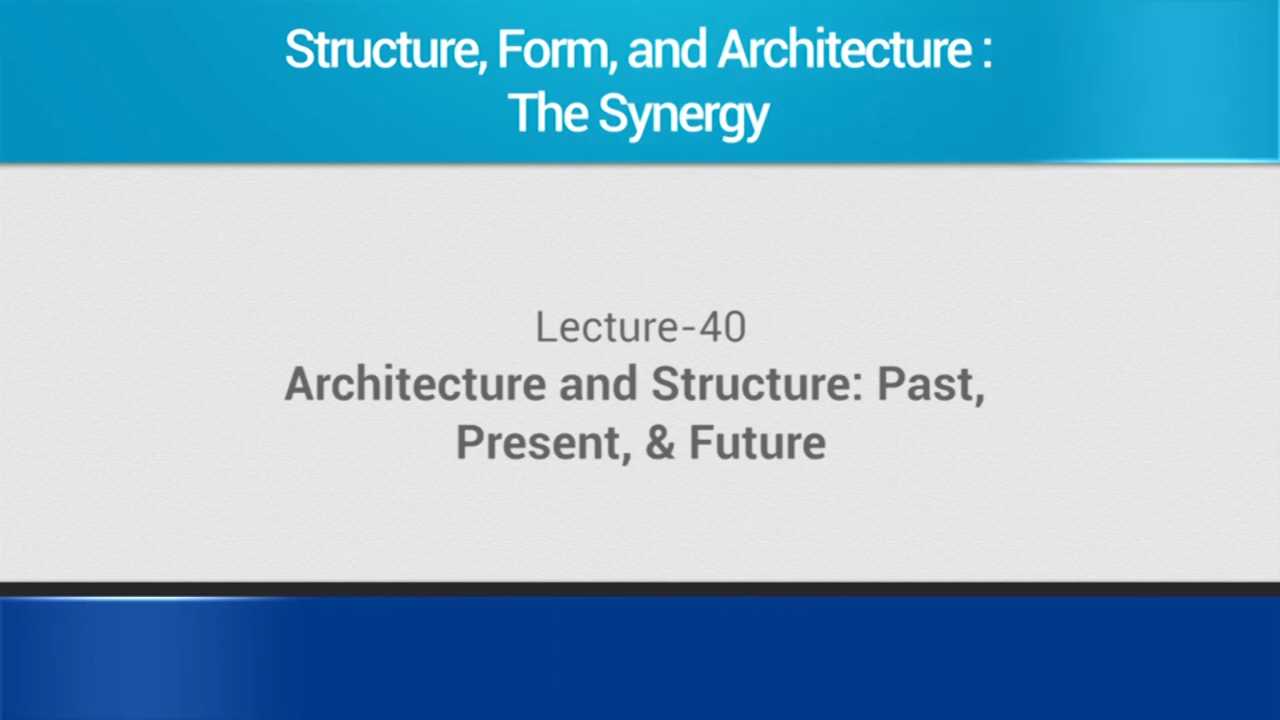 Structure, Form, and Architecture :
The Synergy
Lecture-40
Architecture and Structure: Past,
Present, & Future